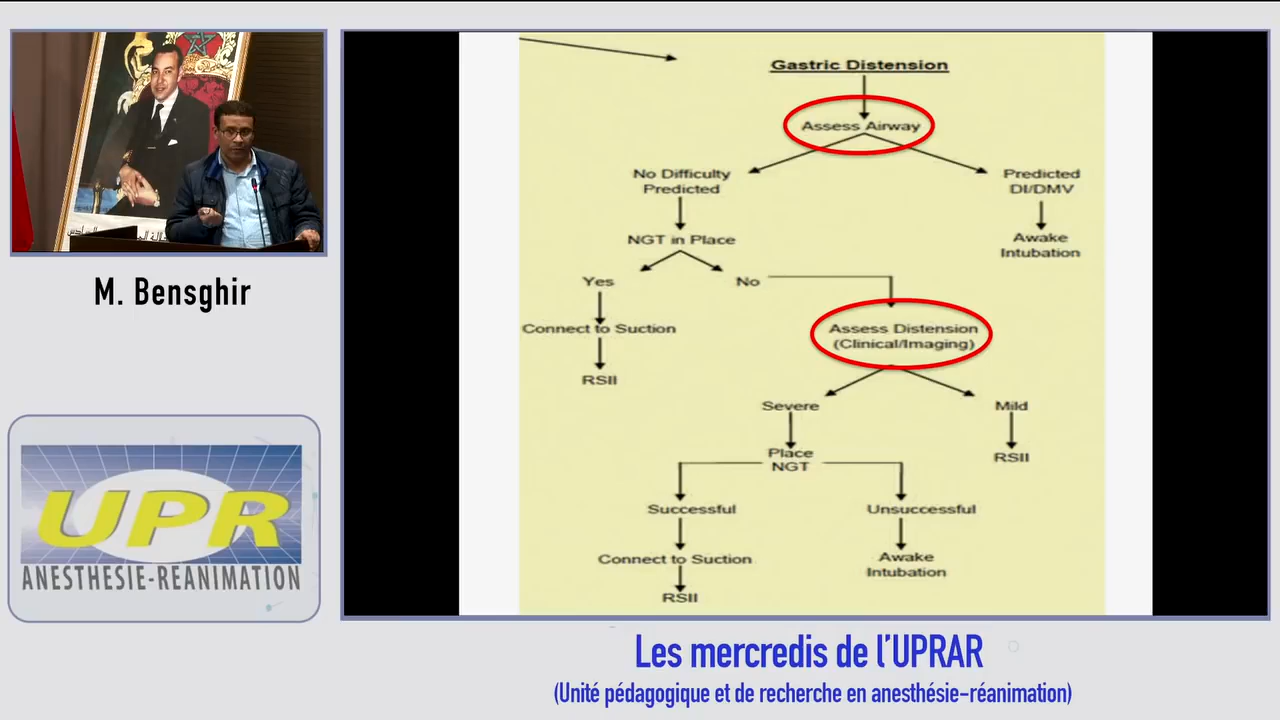 M. Bensghir
UPR
ANESTHESIE-REANIMATION
Gastric Distension
Assess Airway
No Difficulty
Predicted
Predicted
DI/DMV
NGT in Place
Awake
Intubation
Yes
No
Connect to Suction
Assess Distension
(Clinical/Imaging)
RSII
Severe
Mild
Place
NGT
RSII
Successful
Unsuccessful
Connect to Suction
Awake
Intubation
RSII
Les mercredis de l'UPRAR
(Unité pédagogique et de recherche en anesthésie-réanimation)